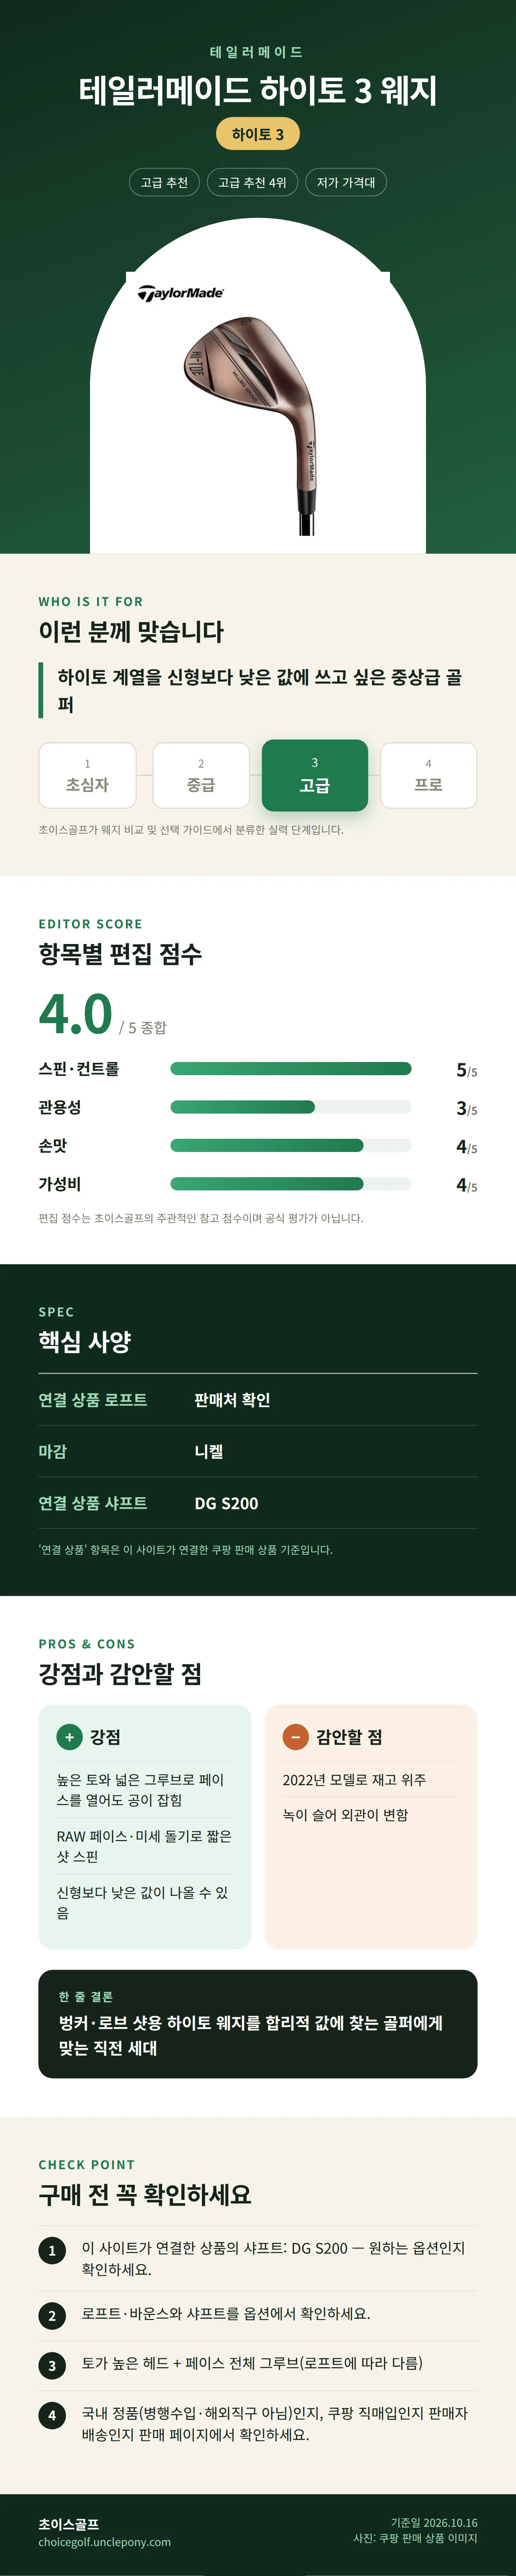 테일러메이드
테일러메이드 하이토 3 웨지
하이토 3
고급 추천
고급 추천 4위
저가 가격대
TaylorMade
HI-TOE
TaylorMade
WHO IS IT FOR
이런 분께 맞습니다
하이토 계열을 신형보다 낮은 값에 쓰고 싶은 중상급 골
퍼
1
초심자
2
중급
3
고급
4
프로
초이스골프가 웨지 비교 및 선택 가이드에서 분류한 실력 단계입니다.
EDITOR SCORE
항목별 편집 점수
4.0 / 5 종합
스핀·컨트롤 5/5
관용성 3/5
손맛 4/5
가성비 4/5
편집 점수는 초이스골프의 주관적인 참고 점수이며 공식 평가가 아닙니다.
SPEC
핵심 사양
연결 상품 로프트 판매처 확인
마감 니켈
연결 상품 샤프트 DG S200
'연결 상품' 항목은 이 사이트가 연결한 쿠팡 판매 상품 기준입니다.
PROS & CONS
강점과 감안할 점
+ 강점
높은 토와 넓은 그루브로 페이
스를 열어도 공이 잡힘
RAW 페이스·미세 돌기로 짧은
샷 스핀
신형보다 낮은 값이 나올 수 있
음
− 감안할 점
2022년 모델로 재고 위주
녹이 슬어 외관이 변함
한 줄 결론
벙커·로브 샷용 하이토 웨지를 합리적 값에 찾는 골퍼에게
맞는 직전 세대
CHECK POINT
구매 전 꼭 확인하세요
1 이 사이트가 연결한 상품의 샤프트: DG S200 — 원하는 옵션인지
확인하세요.
2 로프트·바운스와 샤프트를 옵션에서 확인하세요.
3 토가 높은 헤드 + 페이스 전체 그루브(로프트에 따라 다름)
4 국내 정품(병행수입·해외직구 아님)인지, 쿠팡 직매입인지 판매자
배송인지 판매 페이지에서 확인하세요.
초이스골프
choicegolf.unclepony.com
기준일 2026.10.16
사진: 쿠팡 판매 상품 이미지